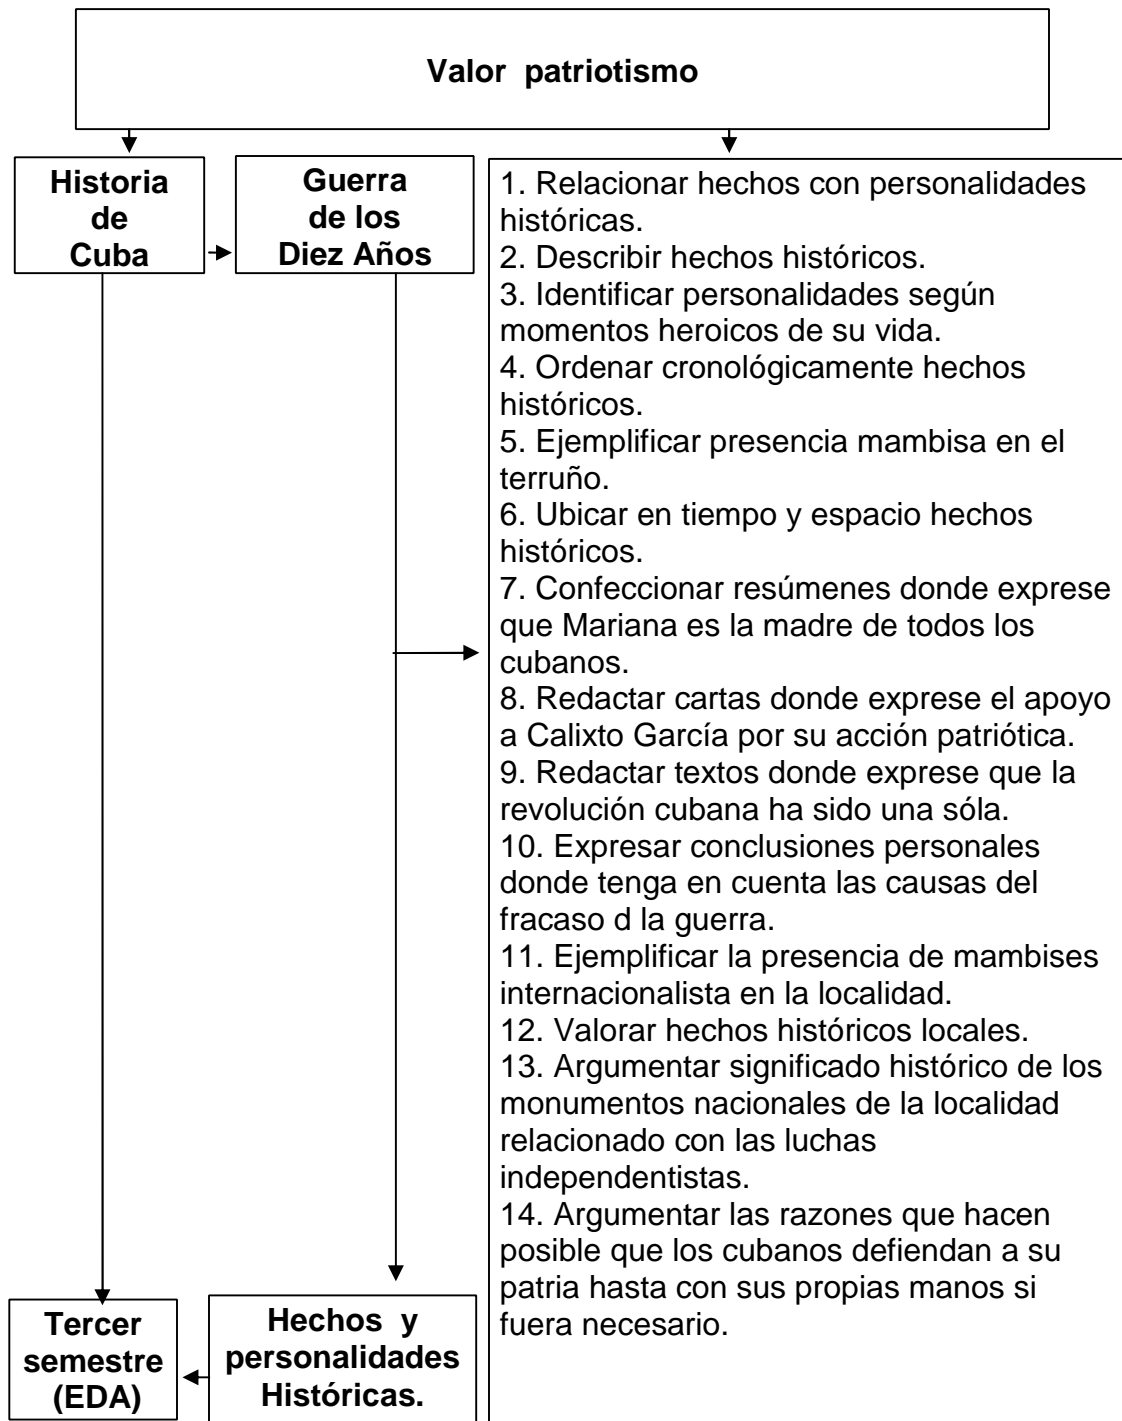 Valor patriotismo
Historia
de
Cuba
Guerra
de los
Diez Años
1. Relacionar hechos con personalidades
históricas.
2. Describir hechos históricos.
3. Identificar personalidades según
momentos heroicos de su vida.
4. Ordenar cronológicamente hechos
históricos.
5. Ejemplificar presencia mambisa en el
terruño.
6. Ubicar en tiempo y espacio hechos
históricos.
7. Confeccionar resúmenes donde exprese
que Mariana es la madre de todos los
cubanos.
8. Redactar cartas donde exprese el apoyo
a Calixto García por su acción patriótica.
9. Redactar textos donde exprese que la
revolución cubana ha sido una sóla.
10. Expresar conclusiones personales
donde tenga en cuenta las causas del
fracaso d la guerra.
11. Ejemplificar la presencia de mambises
internacionalista en la localidad.
12. Valorar hechos históricos locales.
13. Argumentar significado histórico de los
monumentos nacionales de la localidad
relacionado con las luchas
independentistas.
14. Argumentar las razones que hacen
posible que los cubanos defiendan a su
patria hasta con sus propias manos si
fuera necesario.
Tercer
semestre
(EDA)
Hechos y
personalidades
Históricas.